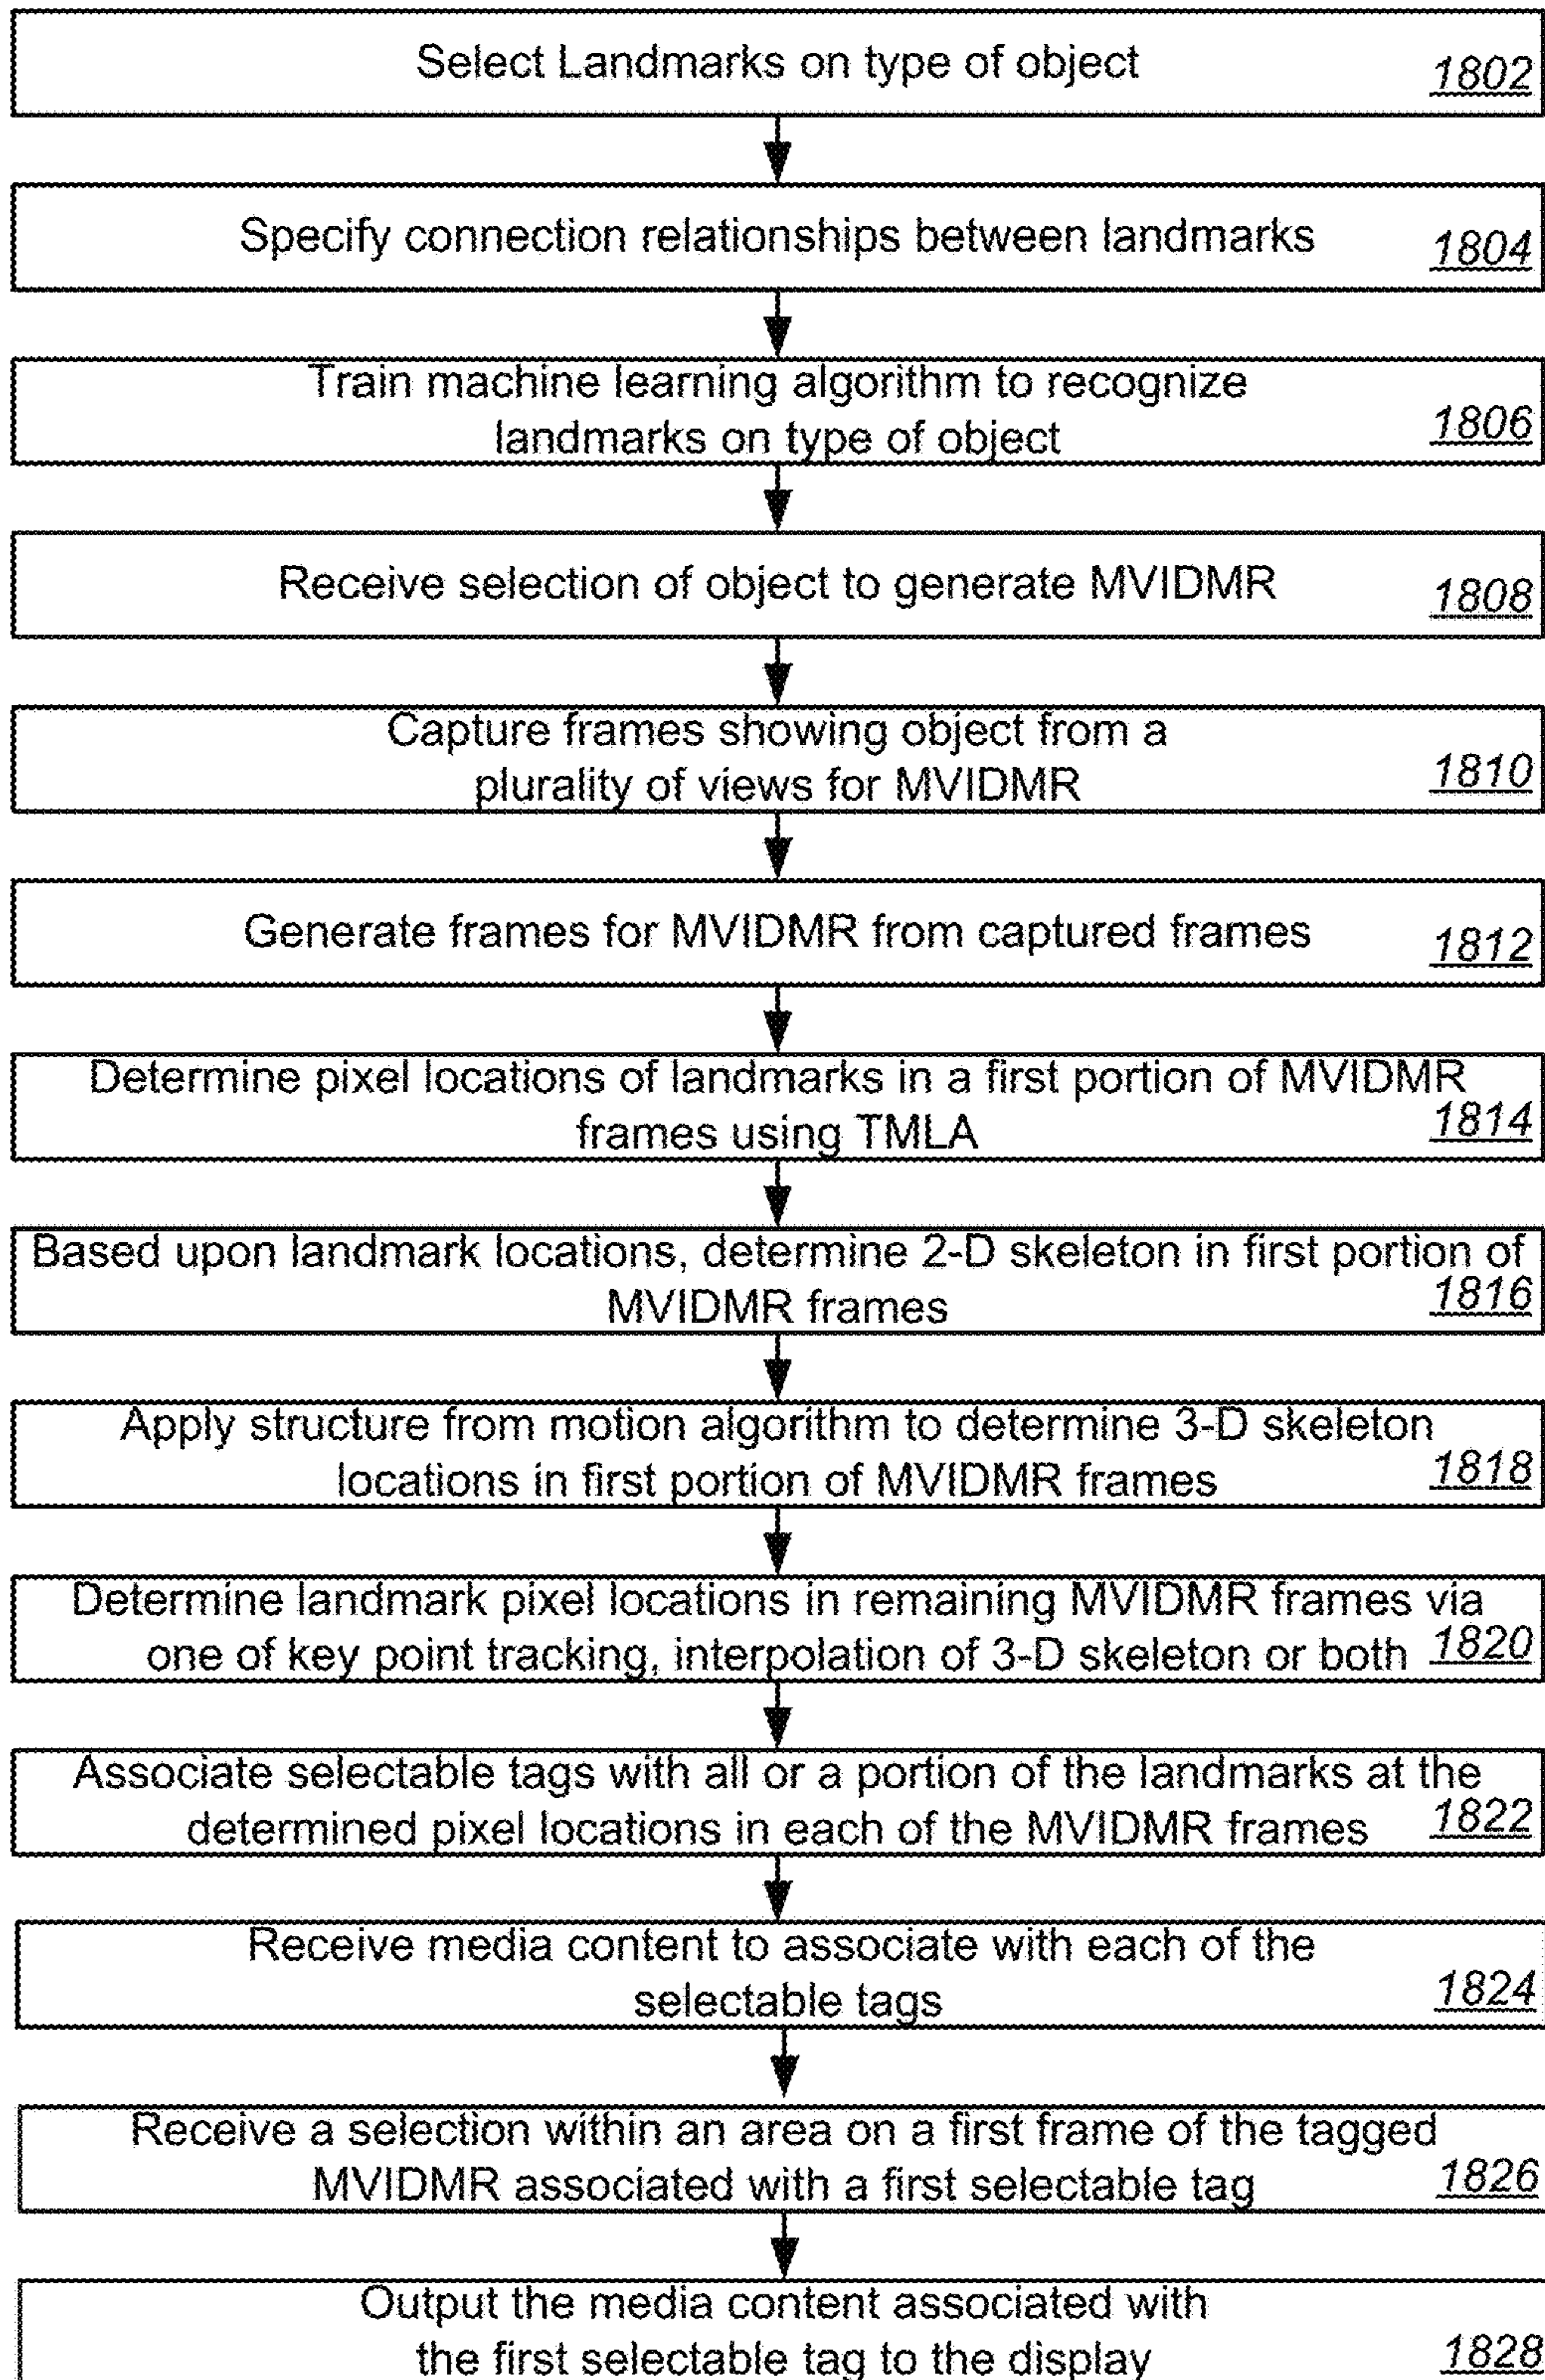 Select Landmarks on type of object
1802
Specify connection relationships between landmarks
1804
Train machine learning algorithm to recognize
landmarks on type of object
1806
Receive selection of object to generate MVIDMR
1808
Capture frames showing object from a
plurality of views for MVIDMR
1810
Generate frames for MVIDMR from captured frames
1812
Determine pixel locations of landmarks in a first portion of MVIDMR
frames using TMLA
1814
Based upon landmark locations, determine 2-D skeleton in first portion of
MVIDMR frames
1816
Apply structure from motion algorithm to determine 3-D skeleton
locations in first portion of MVIDMR frames
1818
Determine landmark pixel locations in remaining MVIDMR frames via
one of key point tracking, interpolation of 3-D skeleton or both
1820
Associate selectable tags with all or a portion of the landmarks at the
determined pixel locations in each of the MVIDMR frames
1822
Receive media content to associate with each of the
selectable tags
1824
Receive a selection within an area on a first frame of the tagged
MVIDMR associated with a first selectable tag
1826
Output the media content associated with
the first selectable tag to the display
1828